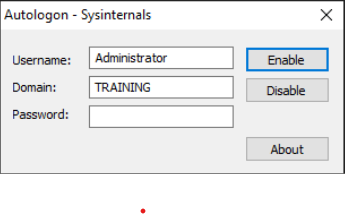 Autologon - Sysinternals
Username: Administrator Enable
Domain: TRAINING Disable
Password:
About